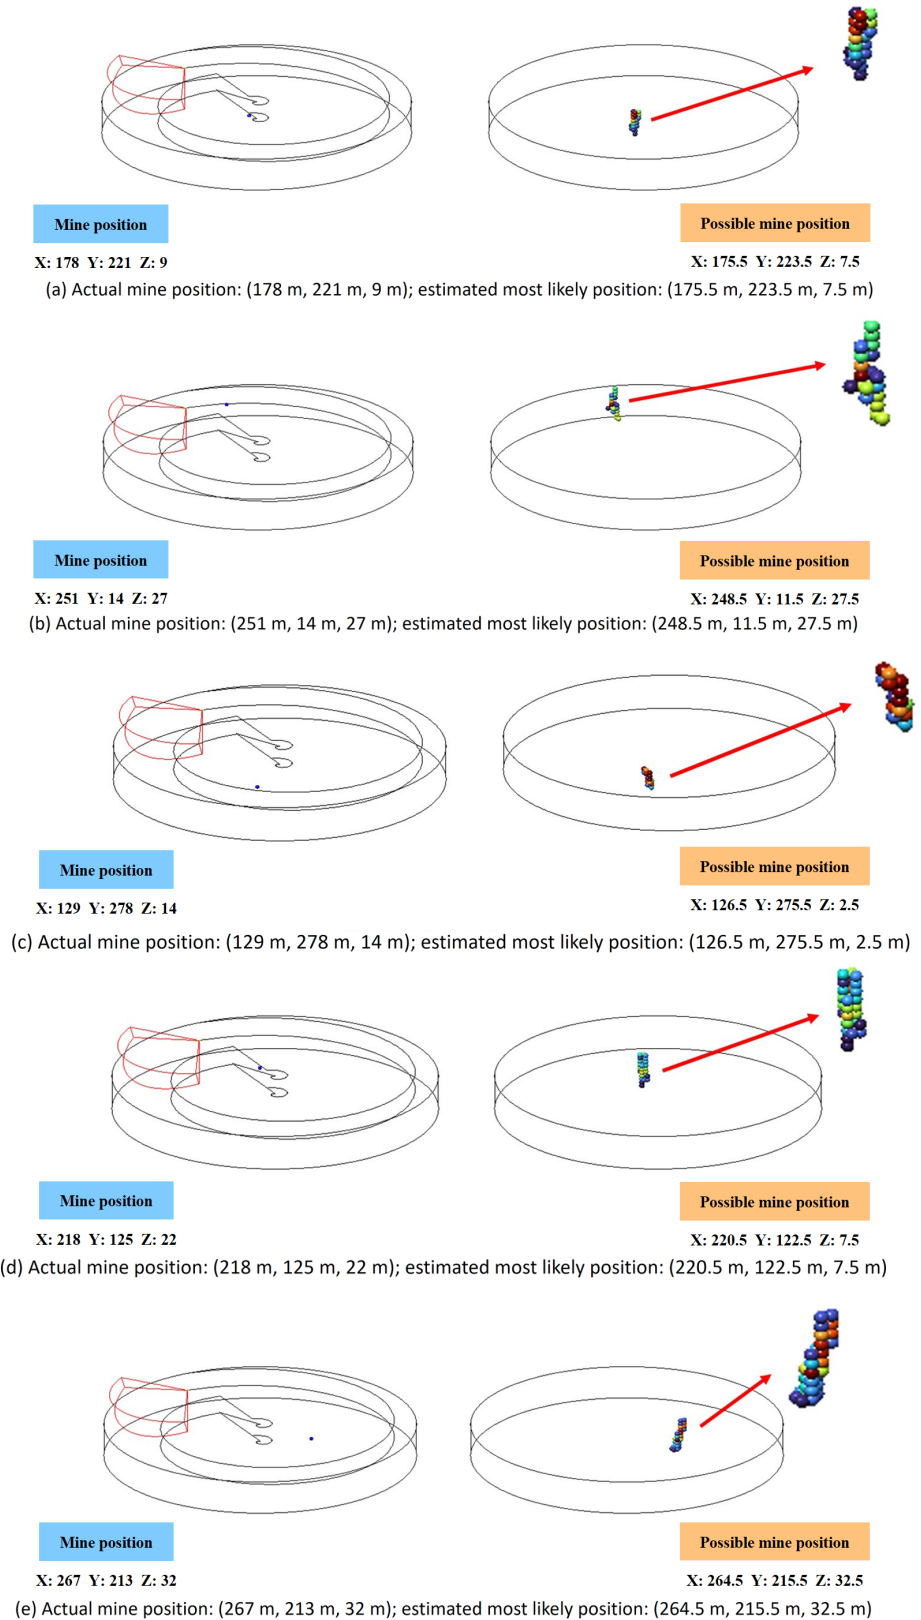 Mine position
Possible mine position
X: 178 Y: 221 Z: 9
X: 175.5 Y: 223.5 Z: 7.5
(a) Actual mine position: (178 m, 221 m, 9 m); estimated most likely position: (175.5 m, 223.5 m, 7.5 m)
Mine position
Possible mine position
X: 251 Y: 14 Z: 27
X: 248.5 Y: 11.5 Z: 27.5
(b) Actual mine position: (251 m, 14 m, 27 m); estimated most likely position: (248.5 m, 11.5 m, 27.5 m)
Mine position
Possible mine position
X: 129 Y: 278 Z: 14
X: 126.5 Y: 275.5 Z: 2.5
(c) Actual mine position: (129 m, 278 m, 14 m); estimated most likely position: (126.5 m, 275.5 m, 2.5 m)
Mine position
Possible mine position
X: 218 Y: 125 Z: 22
X: 220.5 Y: 122.5 Z: 7.5
(d) Actual mine position: (218 m, 125 m, 22 m); estimated most likely position: (220.5 m, 122.5 m, 7.5 m)
Mine position
Possible mine position
X: 267 Y: 213 Z: 32
X: 264.5 Y: 215.5 Z: 32.5
(e) Actual mine position: (267 m, 213 m, 32 m); estimated most likely position: (264.5 m, 215.5 m, 32.5 m)